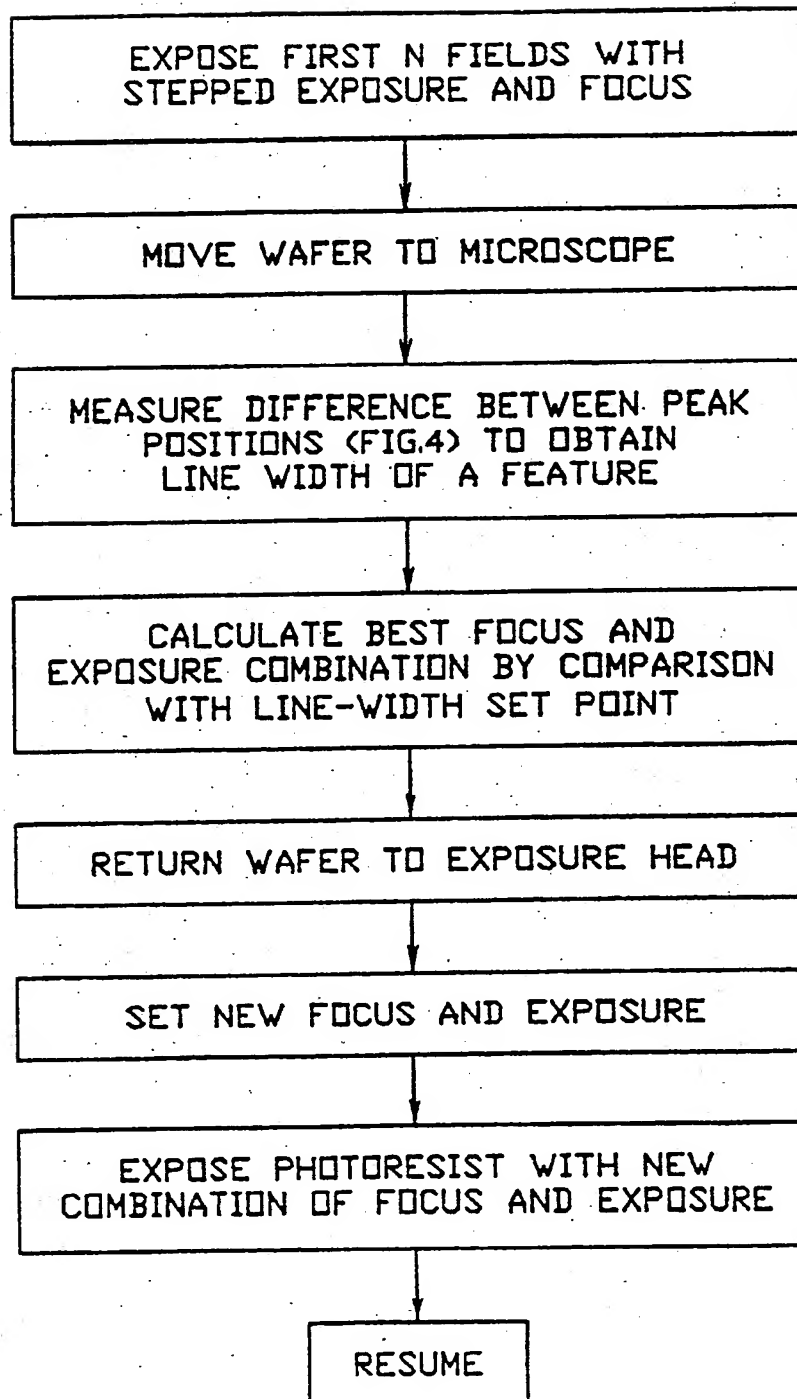 EXPOSE FIRST N FIELDS WITH
STEPPED EXPOSURE AND FOCUS
MOVE WAFER TO MICROSCOPE
MEASURE DIFFERENCE BETWEEN PEAK
POSITIONS (FIG.4) TO OBTAIN
LINE WIDTH OF A FEATURE
CALCULATE BEST FOCUS AND
EXPOSURE COMBINATION BY COMPARISON
WITH LINE-WIDTH SET POINT
RETURN WAFER TO EXPOSURE HEAD
SET NEW FOCUS AND EXPOSURE
EXPOSE PHOTORESIST WITH NEW
COMBINATION OF FOCUS AND EXPOSURE
RESUME